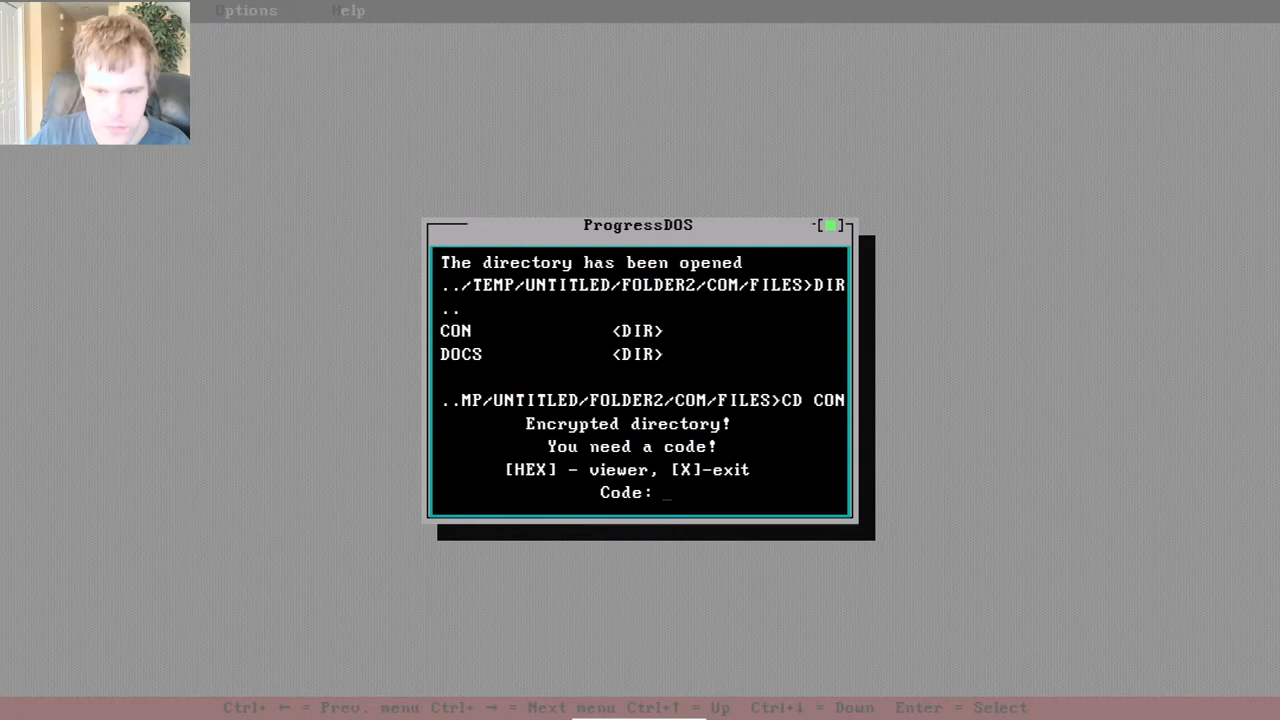 Options Help
ProgressDOS
The directory has been opened
../TEMP/UNTITLED/FOLDER2/COM/FILES>DIR
..
CON <DIR>
DOCS <DIR>
..MP/UNTITLED/FOLDER2/COM/FILES>CD CON
Encrypted directory!
You need a code!
[HEX] - viewer, [X]-exit
Code: _
Ctrl+ ← = Prev. menu Ctrl+ → = Next menu Ctrl+↑ = Up Ctrl+↓ = Down Enter = Select